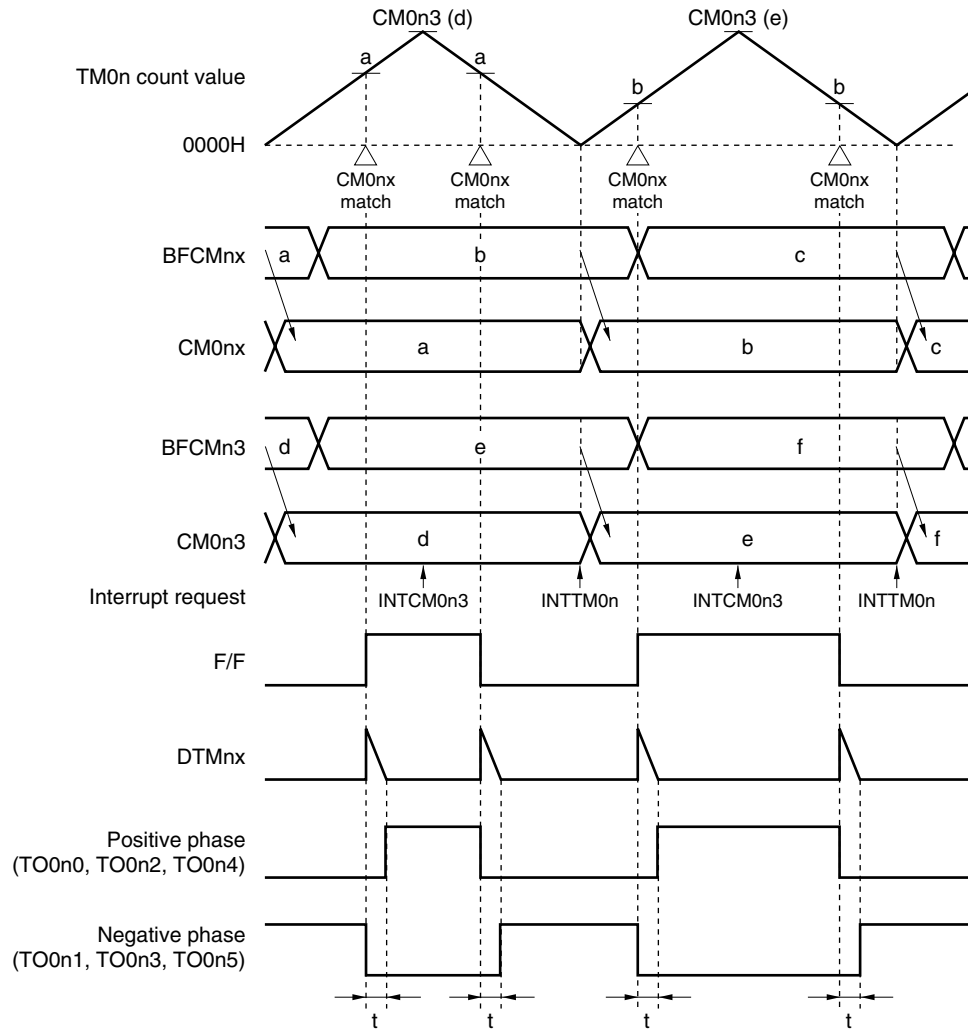 CM0n3 (d)
CM0n3 (e)
a
a
TM0n count value
b
b
0000H
CM0nx
match
CM0nx
match
CM0nx
match
CM0nx
match
BFCMnx
a
b
c
CM0nx
a
b
c
BFCMn3
d
e
f
CM0n3
d
e
f
Interrupt request
INTCM0n3
INTTM0n
INTCM0n3
INTTM0n
F/F
DTMnx
Positive phase
(TO0n0, TO0n2, TO0n4)
Negative phase
(TO0n1, TO0n3, TO0n5)
t
t
t
t